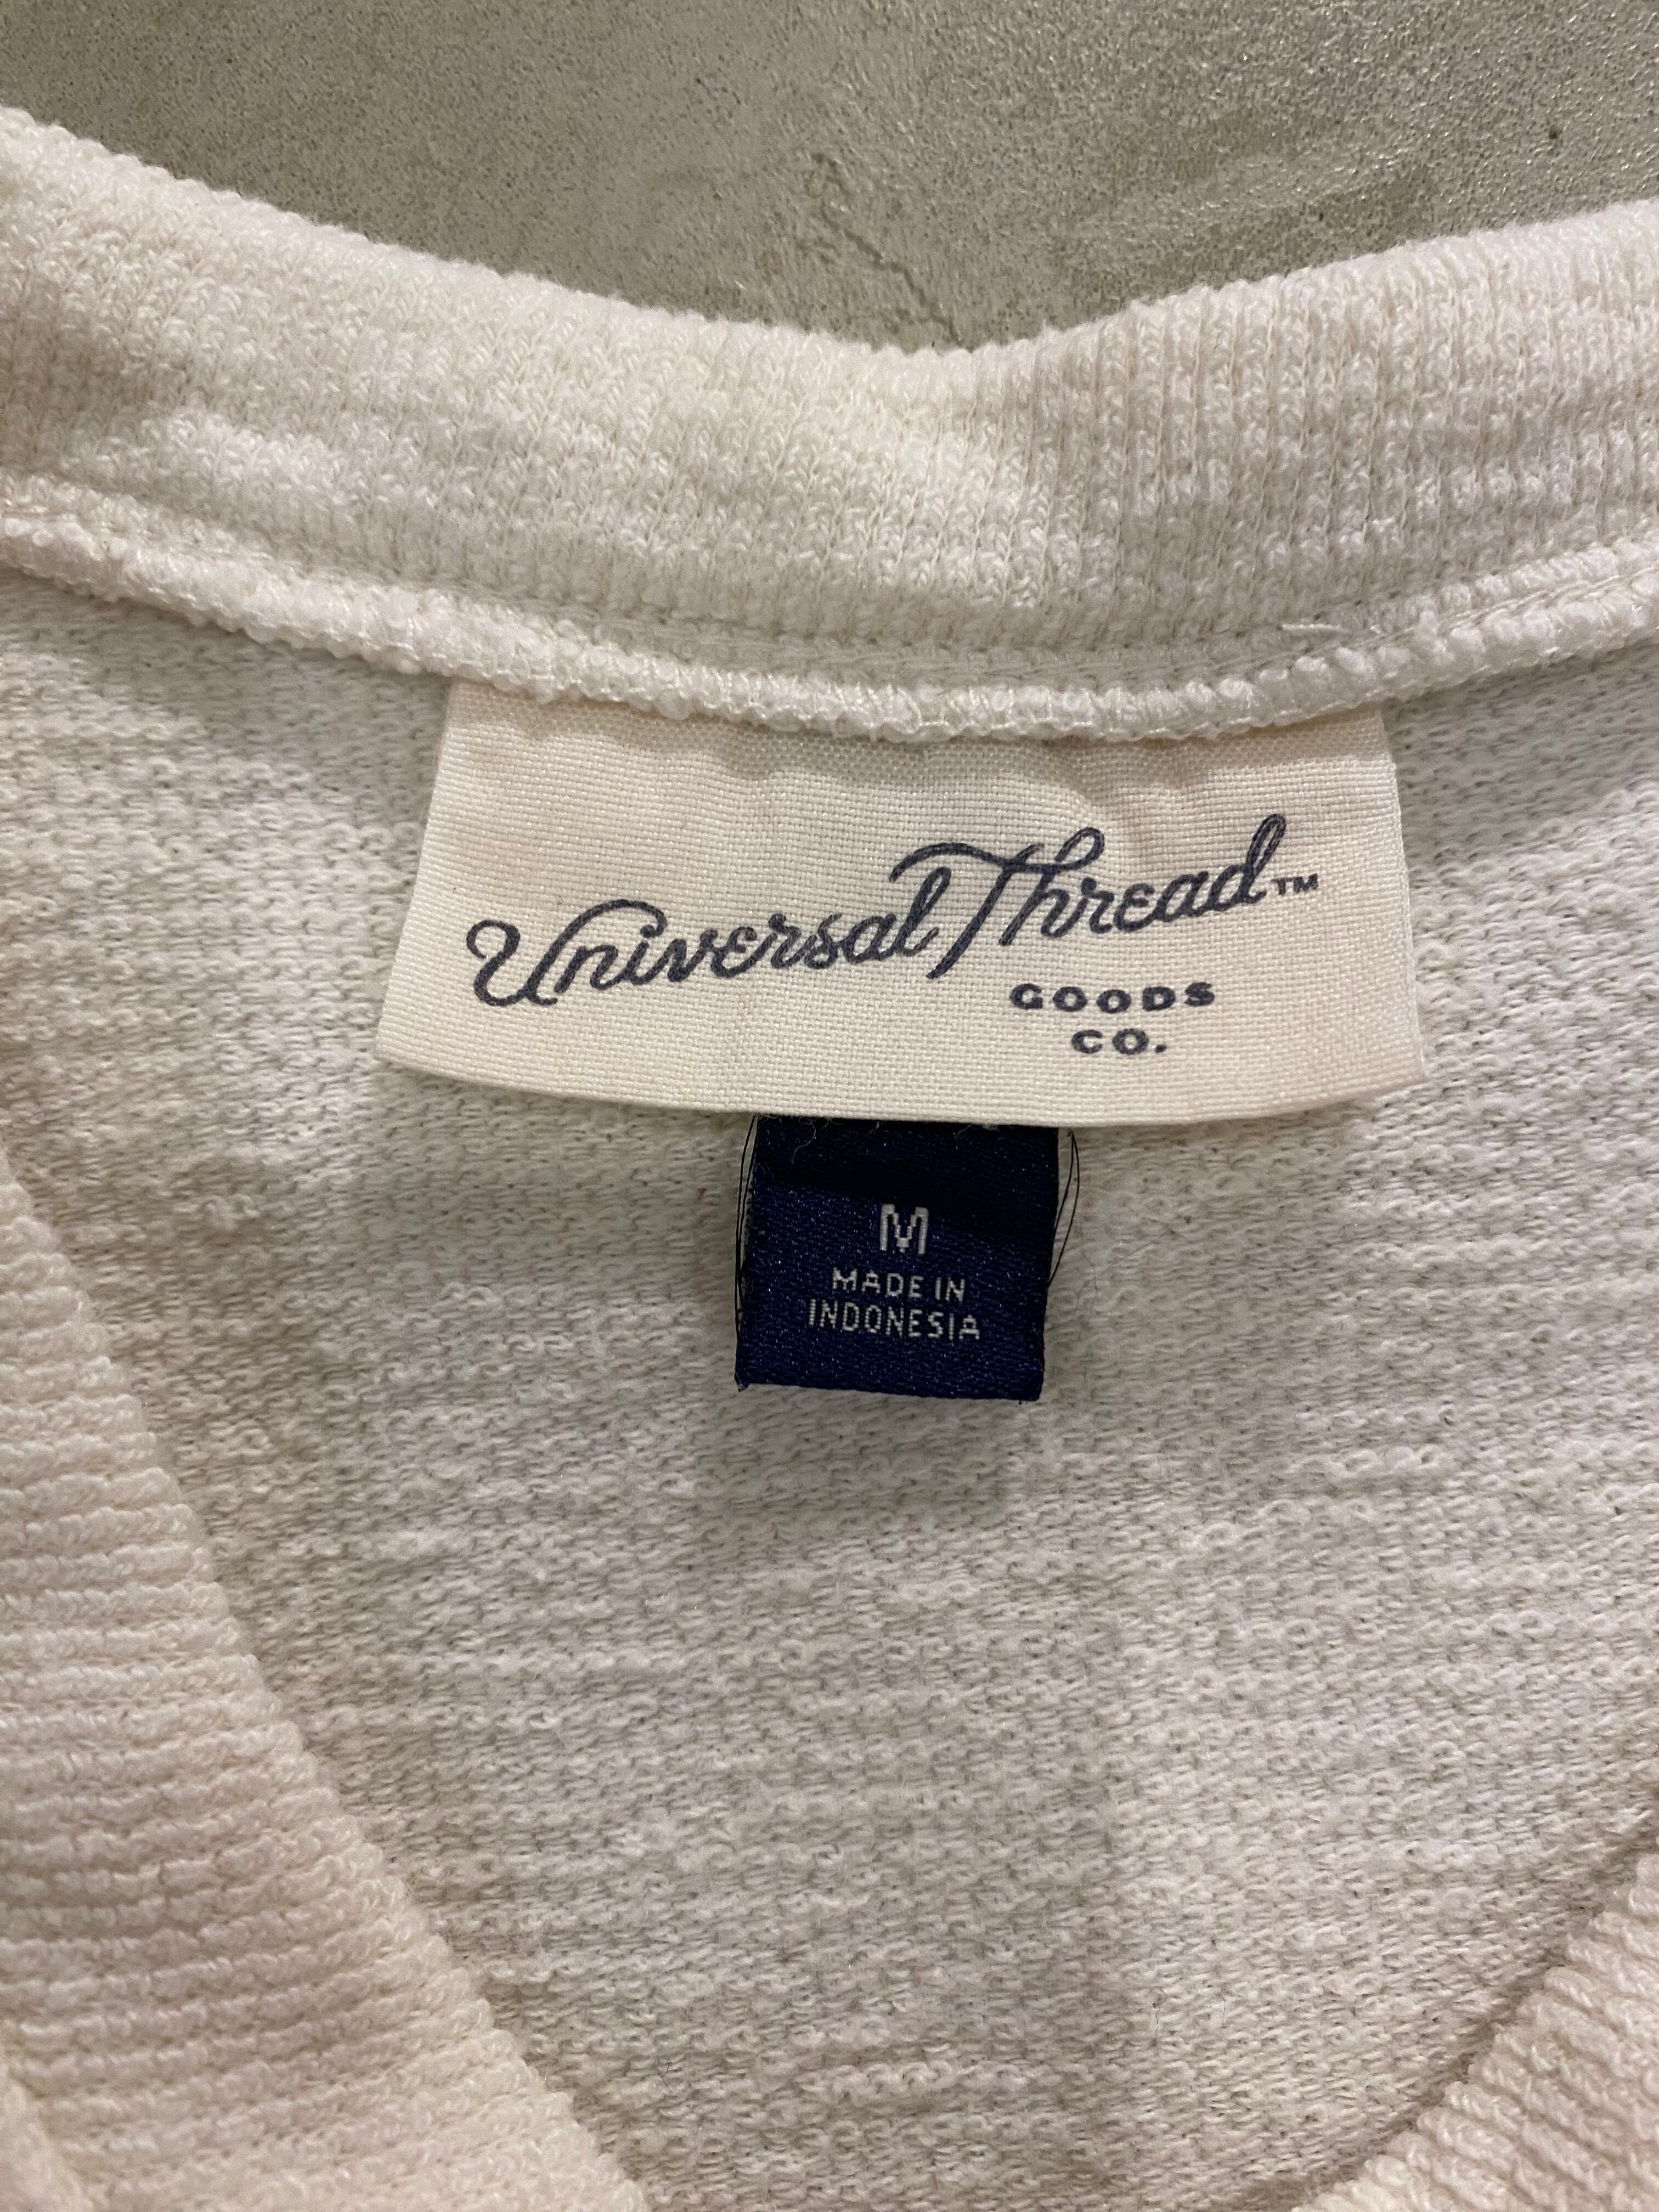 Universal Thread™
GOODS
CO.
M
MADE IN
INDONESIA